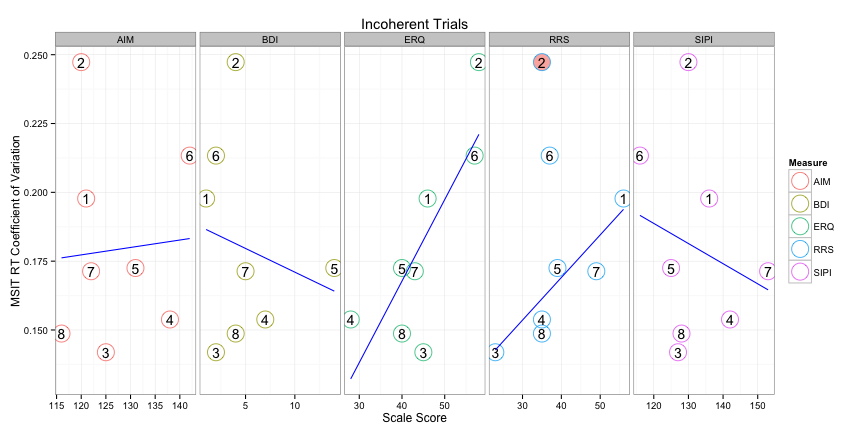 Incoherent Trials
AIM BDI ERQ RRS SIPI
MSIT RT Coefficient of Variation
0.250
0.225
0.200
0.175
0.150
2 6 1 5 7 4 8 3
2 6 1 5 7 4 8 3
2 6 1 5 7 4 8 3
2 6 1 5 7 4 8 3
2 6 1 5 7 4 8 3
115 120 125 130 135 140
5 10
30 40 50
30 40 50
120 130 140 150
Scale Score
Measure
AIM
BDI
ERQ
RRS
SIPI